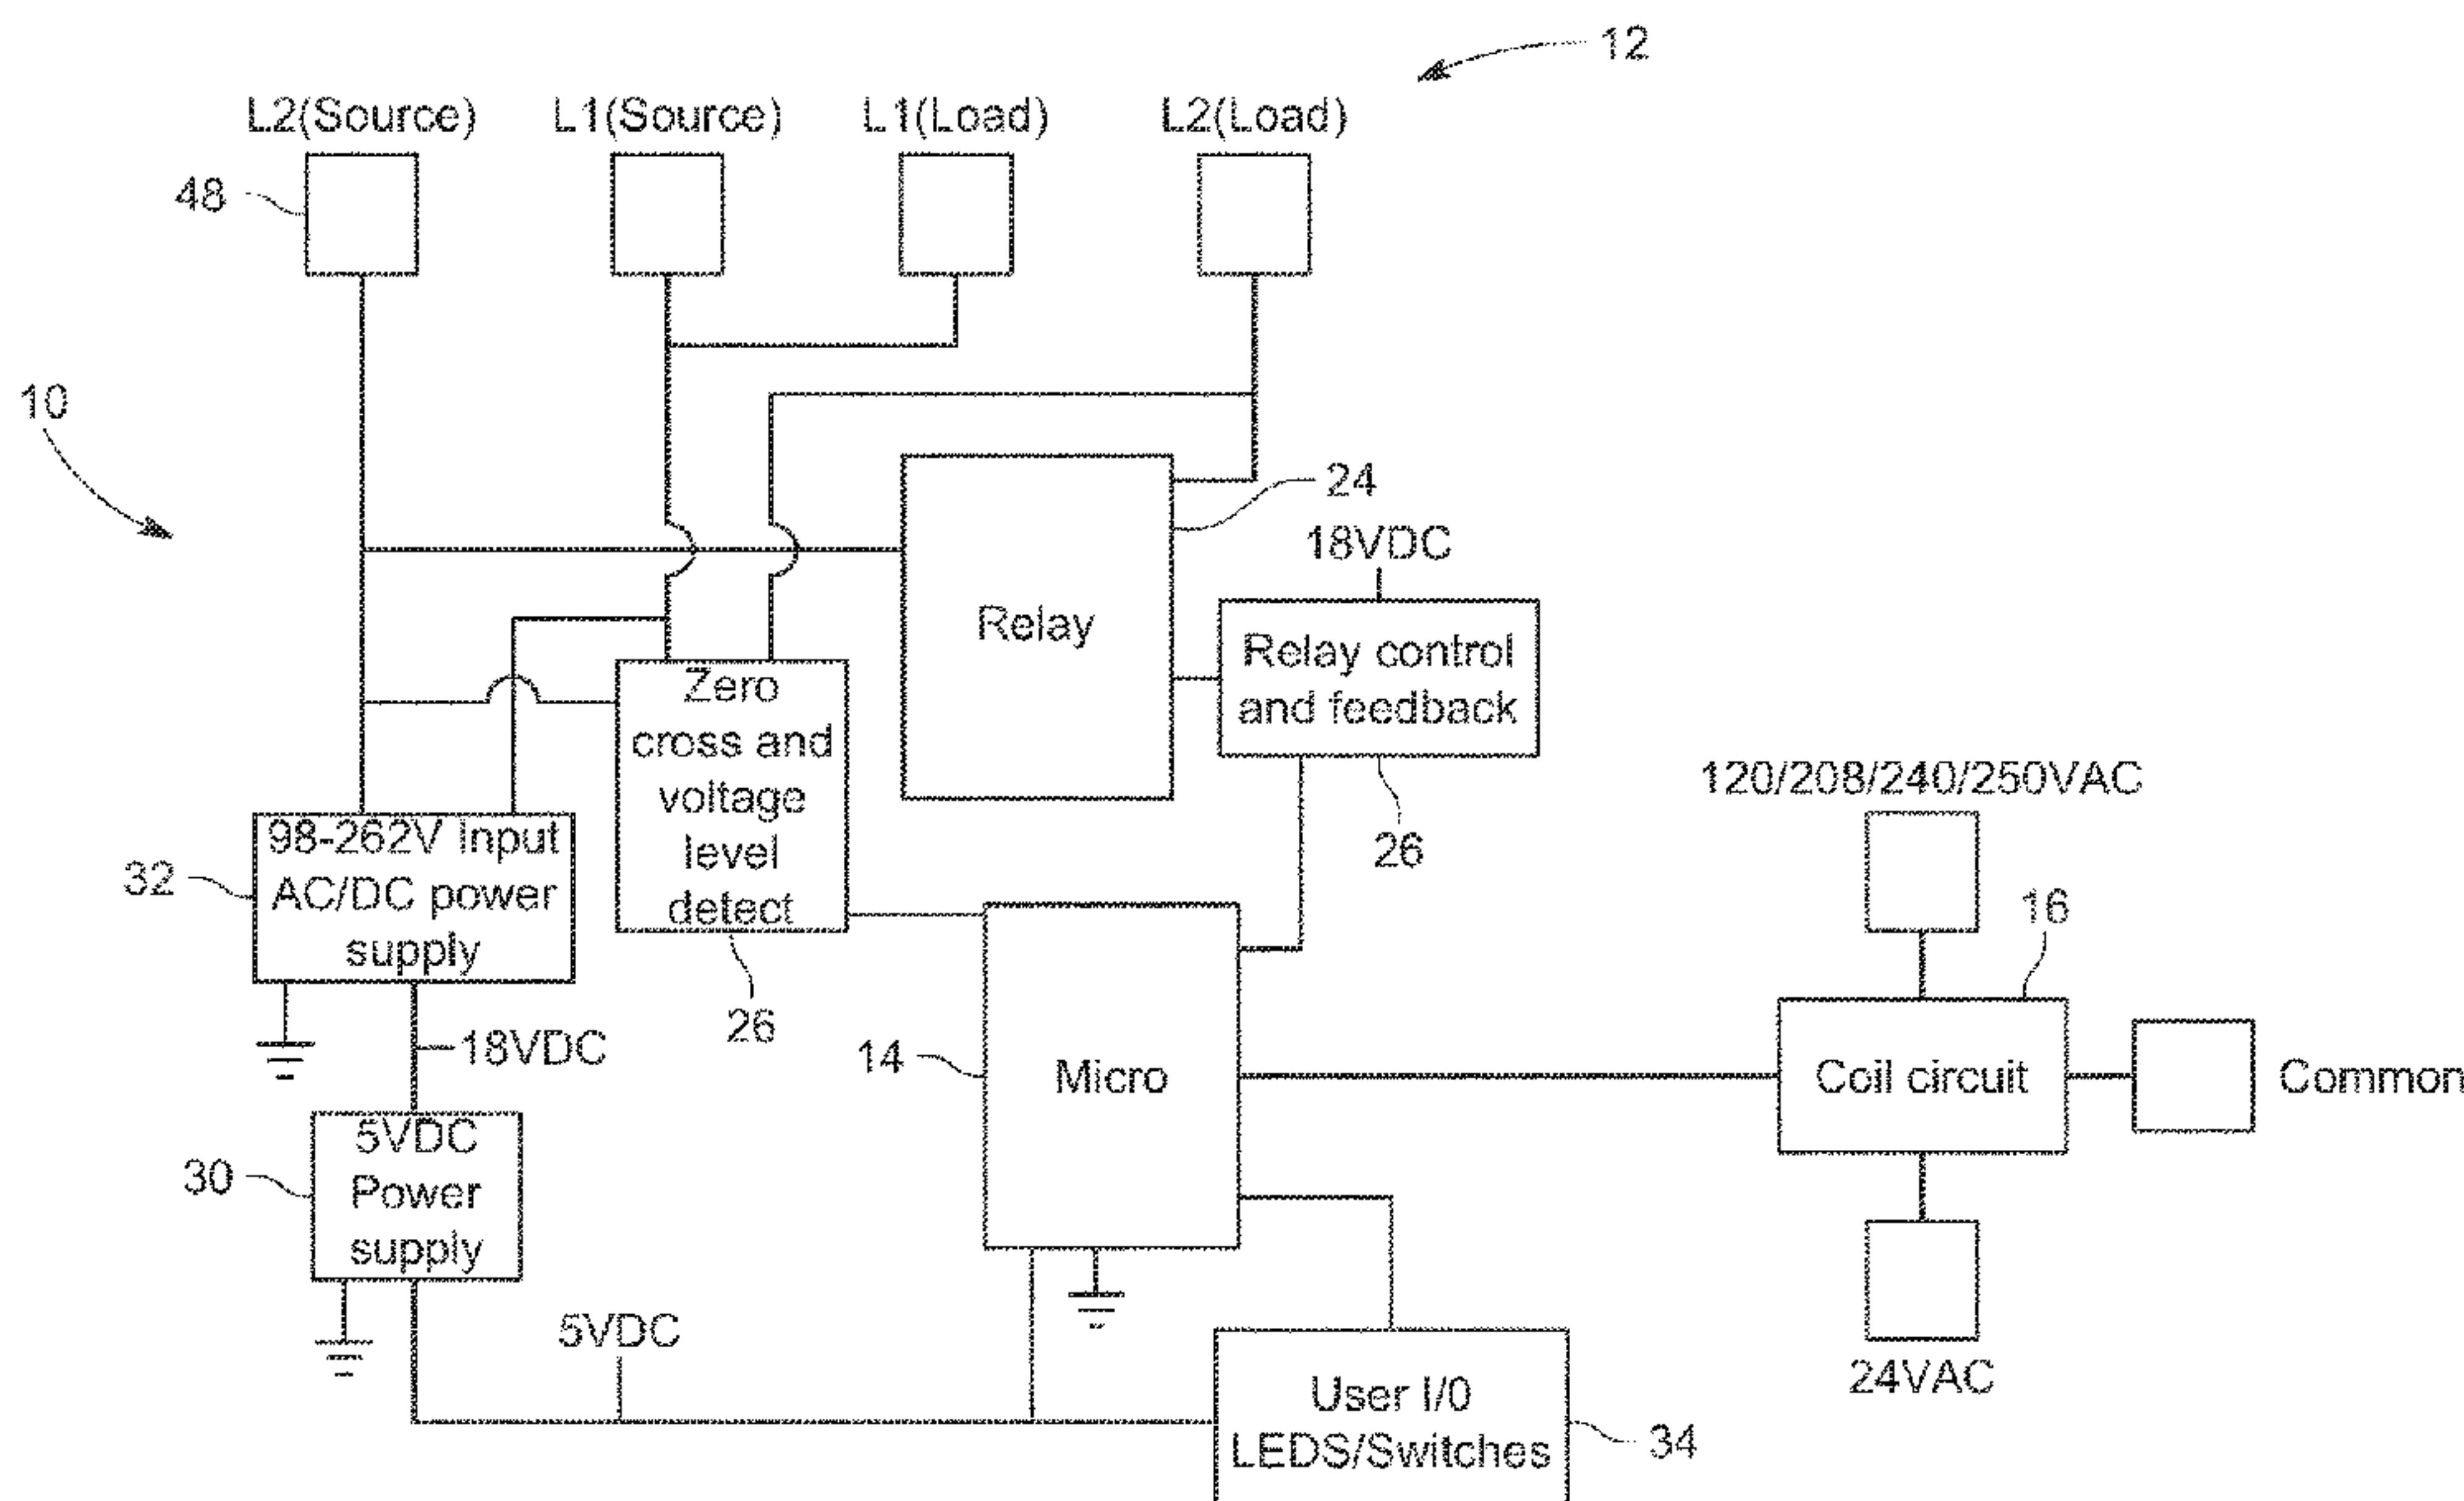 12
L2(Source)
L1(Source)
L1(Load)
L2(Load)
48
10
24
18VDC
Relay
Relay control
and feedback
Zero
cross and
voltage
level
detect
26
120/208/240/250VAC
98-262V input
AC/DC power
supply
32
26
16
18VDC
14
Micro
Coil circuit
Common
5VDC
Power
supply
30
5VDC
24VAC
User I/0
LEDS/Switches
34